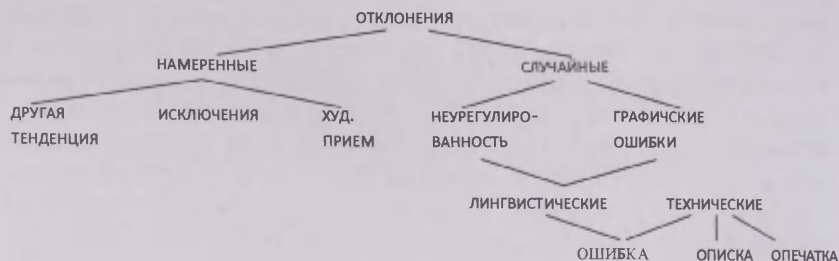 ОТКЛОНЕНИЯ
НАМЕРЕННЫЕ СЛУЧАЙНЫЕ
ДРУГАЯ ИСКЛЮЧЕНИЯ ХУД. НЕУРЕГУЛИРО- ГРАФИЧСКИЕ
ТЕНДЕНЦИЯ ПРИЕМ ВАННОСТЬ ОШИБКИ
ЛИНГВИСТИЧЕСКИЕ ТЕХНИЧЕСКИЕ
ОШИБКА ОПИСКА ОПЕЧАТКА